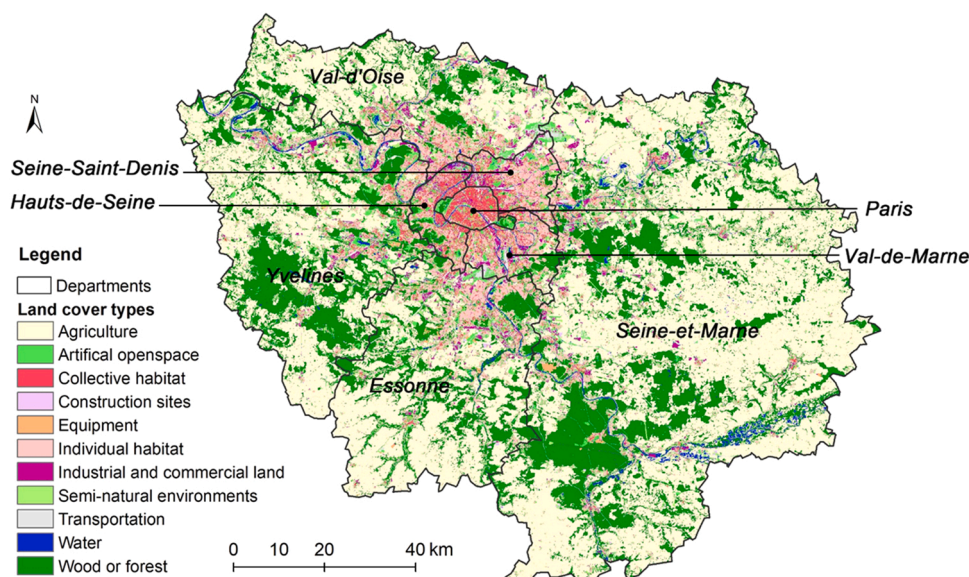 Val-d'Oise
N
Seine-Saint-Denis
Hauts-de-Seine
Paris
Val-de-Marne
Yvelines
Seine-et-Marne
Essonne
Legend
Departments
Land cover types
Agriculture
Artifical openspace
Collective habitat
Construction sites
Equipment
Individual habitat
Industrial and commercial land
Semi-natural environments
Transportation
Water
Wood or forest
0 10 20 40 km